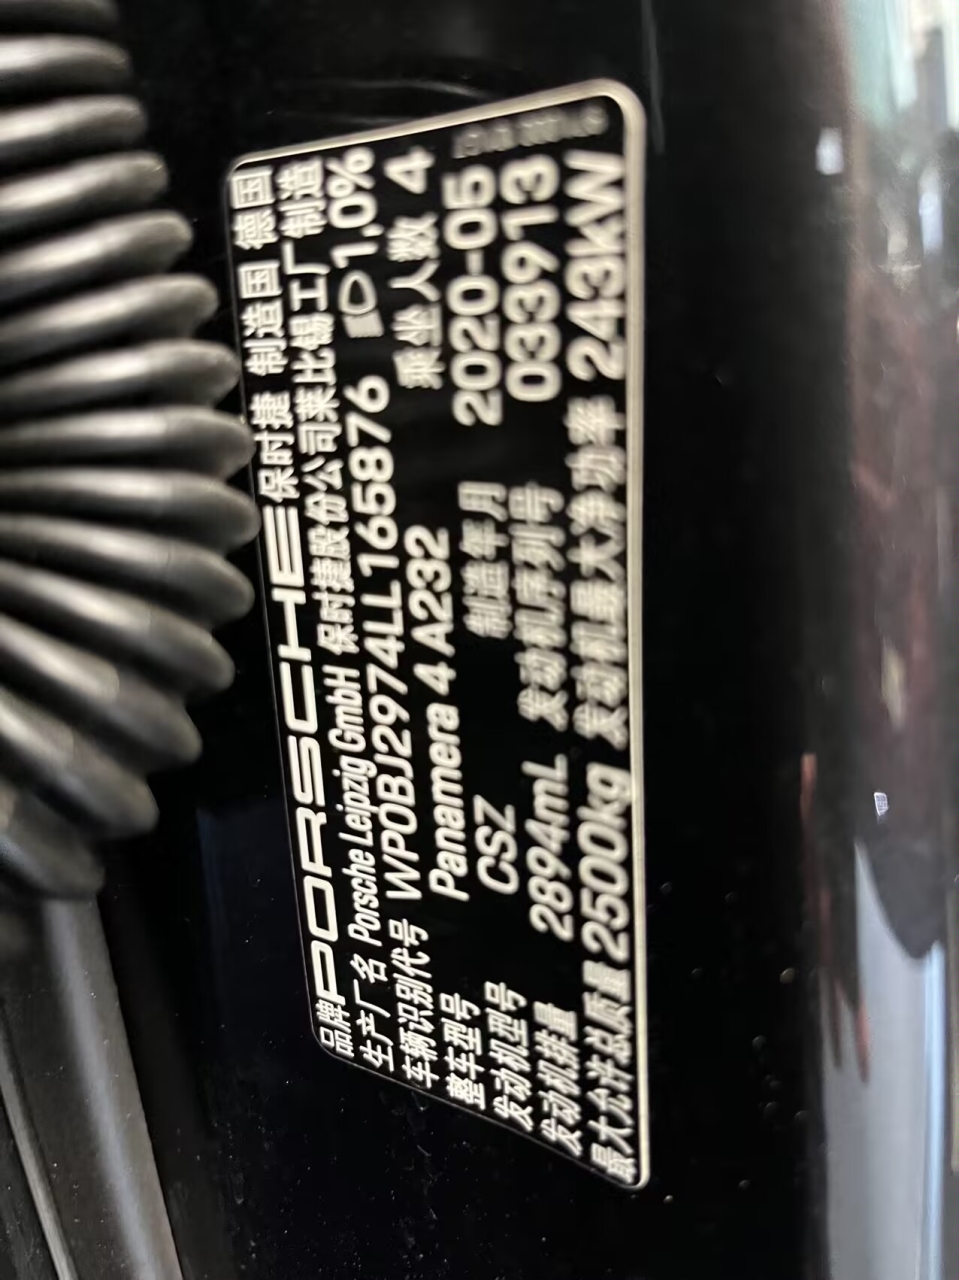 品牌 PORSCHE 保时捷 制造国 德国
生产厂名 Porsche Leipzig GmbH 保时捷股份公司莱比锡工厂制造
车辆识别代号 WP0BJ2974LL165876 1,0%
整车型号 Panamera 4 A232 乘坐人数 4
发动机型号 CSZ 制造年月 2020-05
发动机排量 2894mL 发动机序列号 033913
最大允许总质量 2500kg 发动机最大净功率 243kW